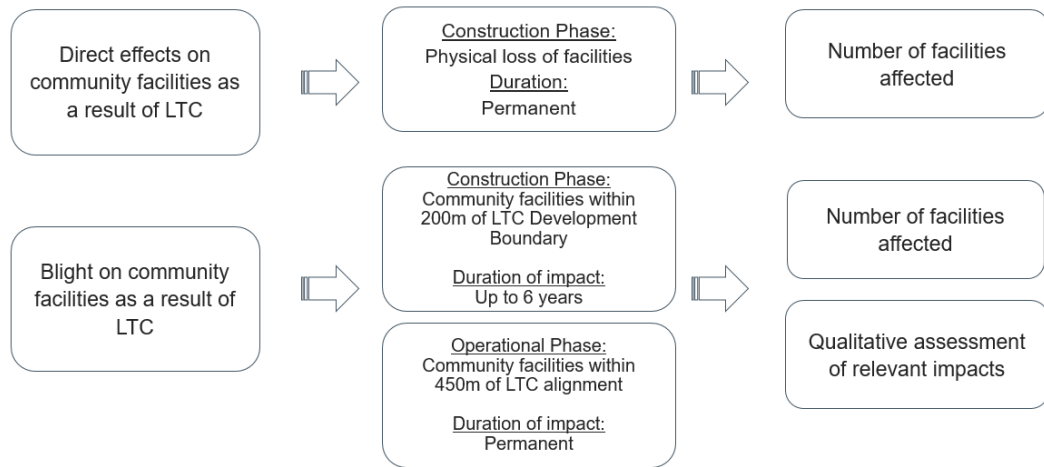 Direct effects on
community facilities as
a result of LTC
Construction Phase:
Physical loss of facilities
Duration:
Permanent
Number of facilities
affected
Blight on community
facilities as a result of
LTC
Construction Phase:
Community facilities within
200m of LTC Development
Boundary
Duration of impact:
Up to 6 years
Operational Phase:
Community facilities within
450m of LTC alignment
Duration of impact:
Permanent
Number of facilities
affected
Qualitative assessment
of relevant impacts